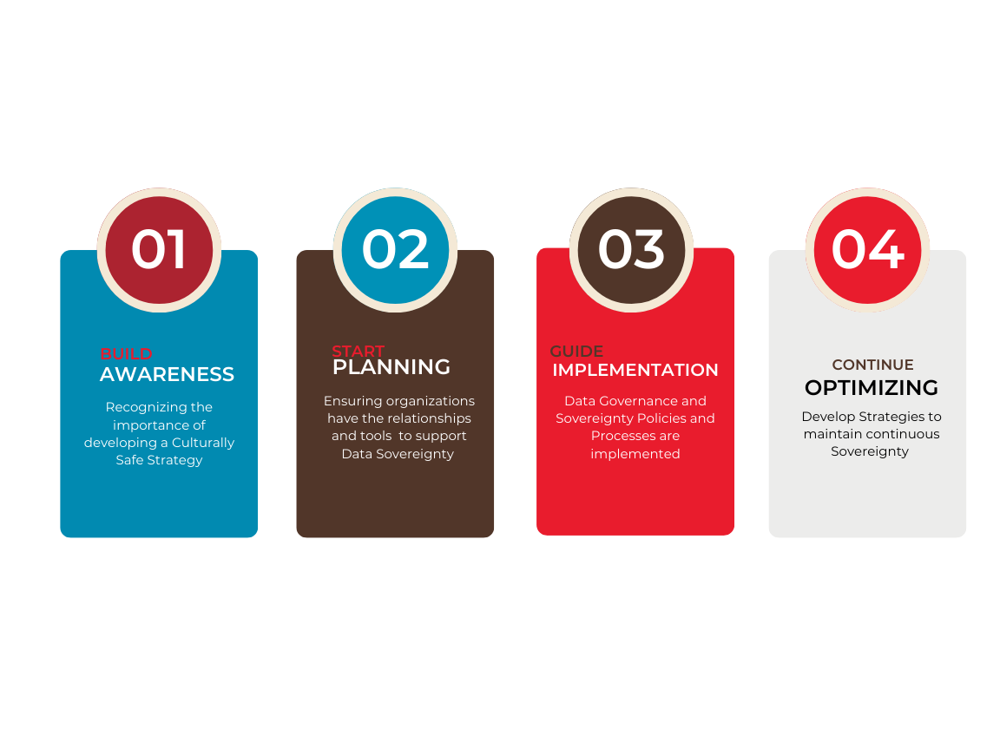 01
BUILD
AWARENESS
Recognizing the
importance of
developing a Culturally
Safe Strategy
02
START
PLANNING
Ensuring organizations
have the relationships
and tools  to support
Data Sovereignty
03
GUIDE
IMPLEMENTATION
Data Governance and
Sovereignty Policies and
Processes are
implemented
04
CONTINUE
OPTIMIZING
Develop Strategies to
maintain continuous
Sovereignty